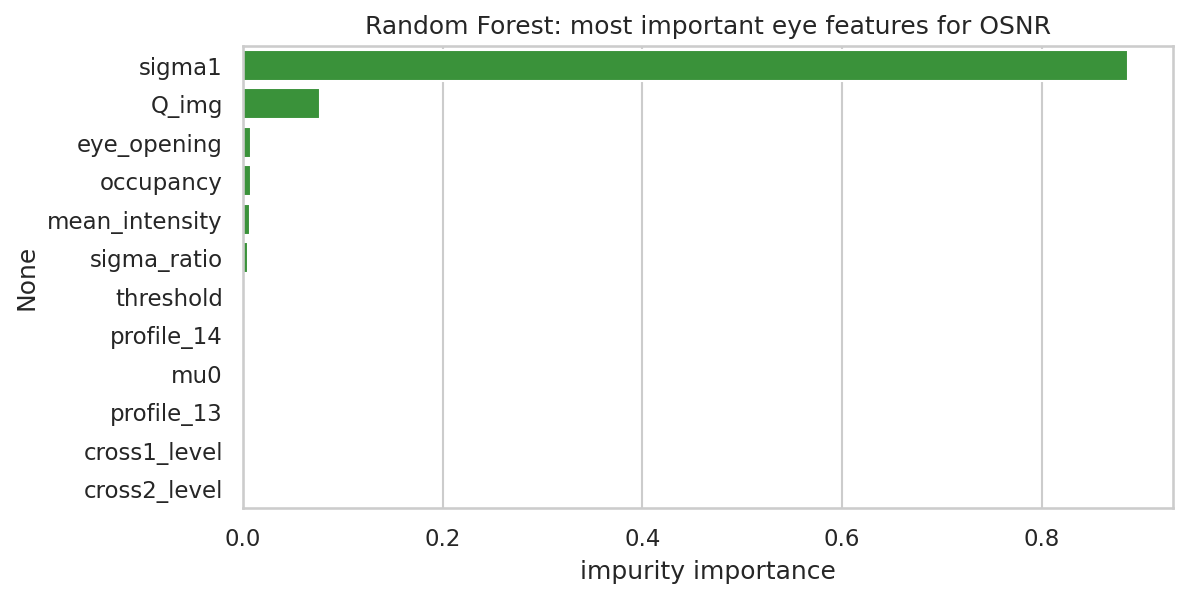 Random Forest: most important eye features for OSNR
sigma1
Q_img
eye_opening
occupancy
mean_intensity
sigma_ratio
threshold
profile_14
mu0
profile_13
cross1_level
cross2_level
None
0.0 0.2 0.4 0.6 0.8
impurity importance